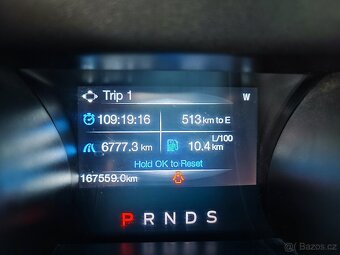 Trip 1
W
109:19:16
513 km to E
6777.3 km
L/100
10.4 km
Hold OK to Reset
167559.0km
P R N D S
Bazoš.cz